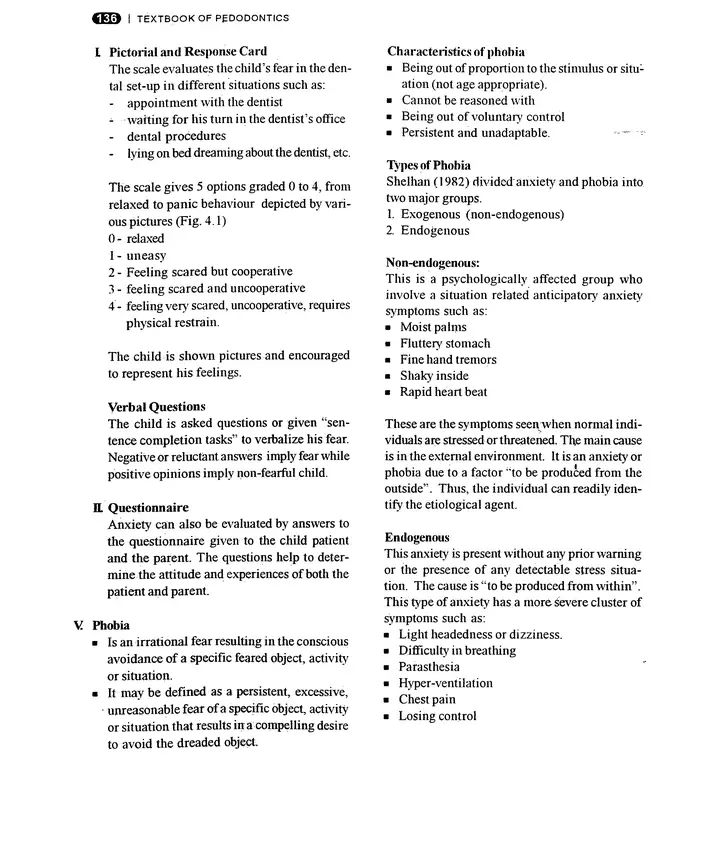 136 | TEXTBOOK OF PEDODONTICS
I. Pictorial and Response Card
The scale evaluates the child's fear in the den-
tal set-up in different situations such as:
- appointment with the dentist
- waiting for his turn in the dentist's office
- dental procedures
- lying on bed dreaming about the dentist, etc.
The scale gives 5 options graded 0 to 4, from
relaxed to panic behaviour depicted by vari-
ous pictures (Fig. 4.1)
0 - relaxed
1 - uneasy
2 - Feeling scared but cooperative
3 - feeling scared and uncooperative
4 - feeling very scared, uncooperative, requires
physical restrain.
The child is shown pictures and encouraged
to represent his feelings.
Verbal Questions
The child is asked questions or given "sen-
tence completion tasks" to verbalize his fear.
Negative or reluctant answers imply fear while
positive opinions imply non-fearful child.
II. Questionnaire
Anxiety can also be evaluated by answers to
the questionnaire given to the child patient
and the parent. The questions help to deter-
mine the attitude and experiences of both the
patient and parent.
V. Phobia
■ Is an irrational fear resulting in the conscious
avoidance of a specific feared object, activity
or situation.
■ It may be defined as a persistent, excessive,
unreasonable fear of a specific object, activity
or situation that results in a compelling desire
to avoid the dreaded object.
Characteristics of phobia
■ Being out of proportion to the stimulus or situ-
ation (not age appropriate).
■ Cannot be reasoned with
■ Being out of voluntary control
■ Persistent and unadaptable.
Types of Phobia
Shelhan (1982) divided anxiety and phobia into
two major groups.
1. Exogenous (non-endogenous)
2. Endogenous
Non-endogenous:
This is a psychologically affected group who
involve a situation related anticipatory anxiety
symptoms such as:
■ Moist palms
■ Fluttery stomach
■ Fine hand tremors
■ Shaky inside
■ Rapid heart beat
These are the symptoms seen when normal indi-
viduals are stressed or threatened. The main cause
is in the external environment. It is an anxiety or
phobia due to a factor "to be produced from the
outside". Thus, the individual can readily iden-
tify the etiological agent.
Endogenous
This anxiety is present without any prior warning
or the presence of any detectable stress situa-
tion. The cause is "to be produced from within".
This type of anxiety has a more severe cluster of
symptoms such as:
■ Light headedness or dizziness.
■ Difficulty in breathing
■ Parasthesia
■ Hyper-ventilation
■ Chest pain
■ Losing control